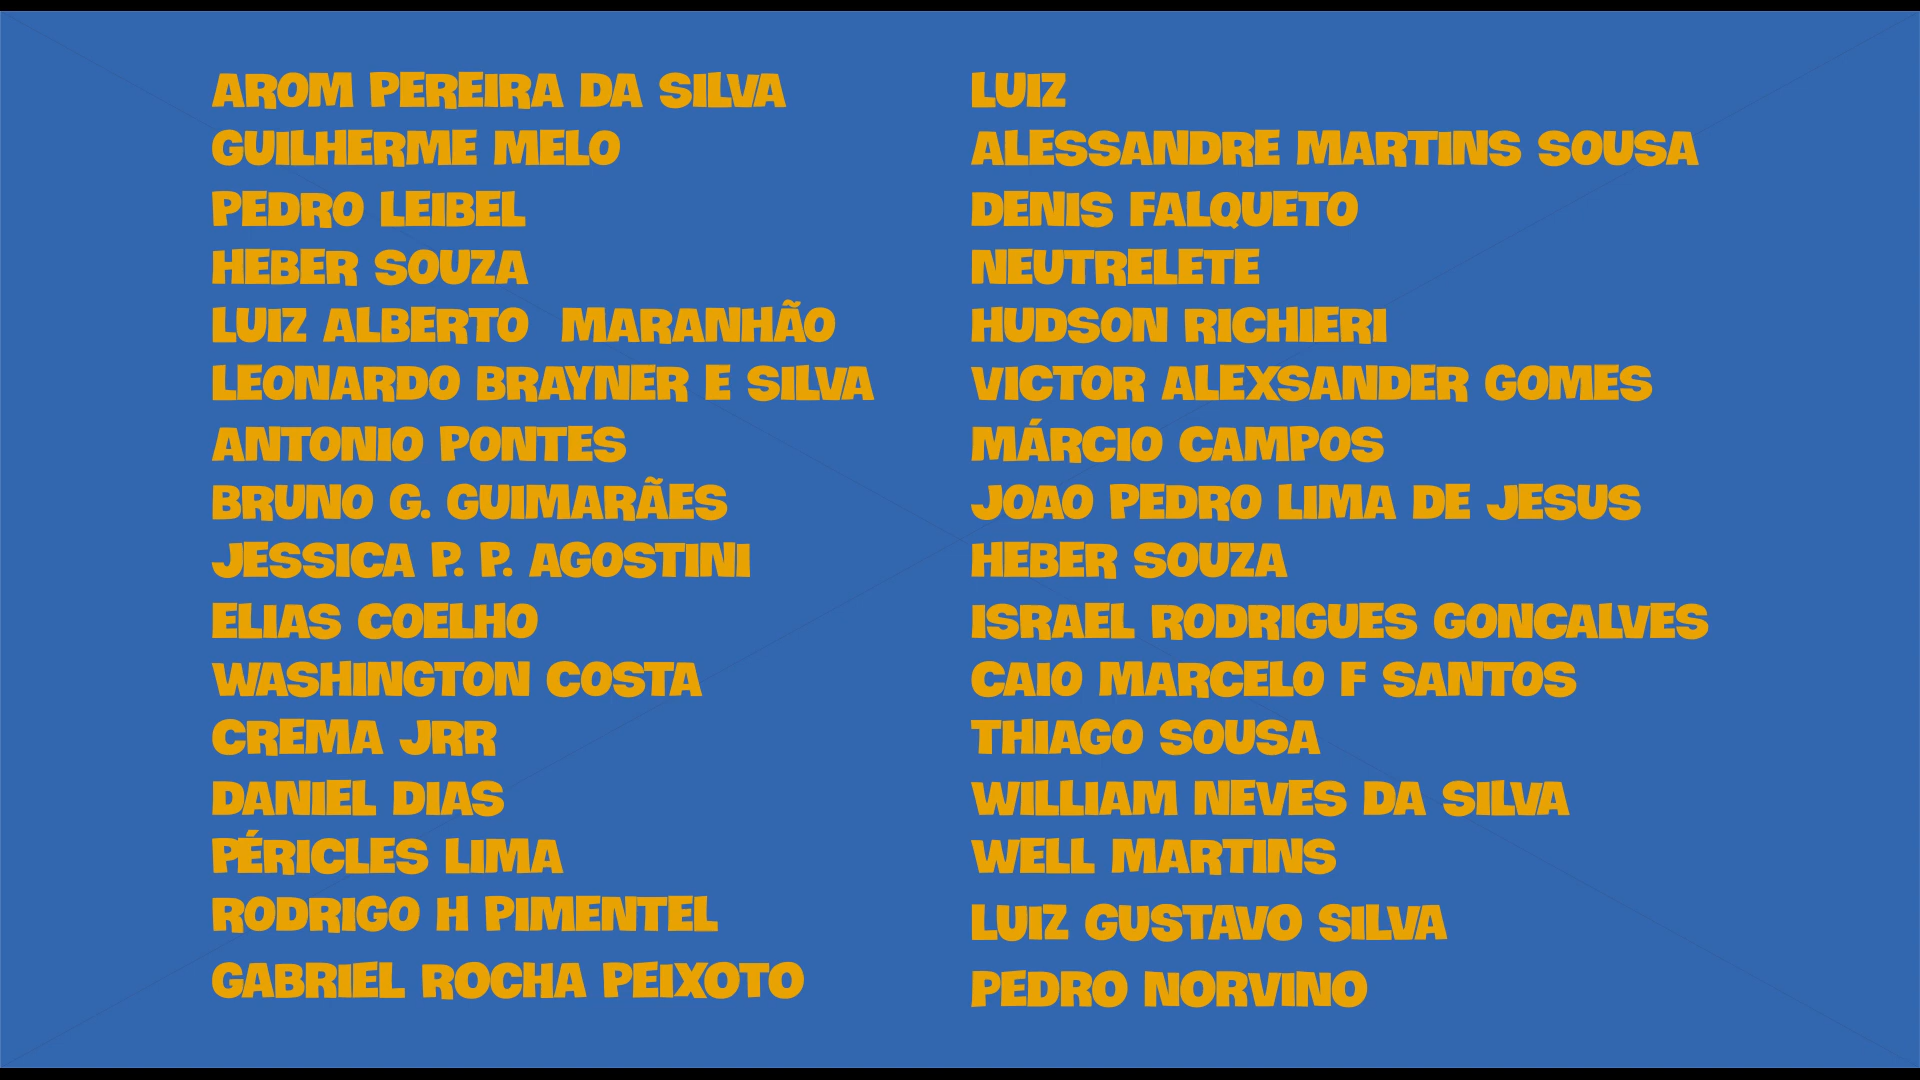 AROM PEREIRA DA SILVA
GUILHERME MELO
PEDRO LEIBEL
HEBER SOUZA
LUIZ ALBERTO  MARANHÃO
LEONARDO BRAYNER E SILVA
ANTONIO PONTES
BRUNO G. GUIMARÃES
JESSICA P. P. AGOSTINI
ELIAS COELHO
WASHINGTON COSTA
CREMA JRR
DANIEL DIAS
PÉRICLES LIMA
RODRIGO H PIMENTEL
GABRIEL ROCHA PEIXOTO
LUIZ
ALESSANDRE MARTINS SOUSA
DENIS FALQUETO
NEUTRELETE
HUDSON RICHIERI
VICTOR ALEXSANDER GOMES
MÁRCIO CAMPOS
JOAO PEDRO LIMA DE JESUS
HEBER SOUZA
ISRAEL RODRIGUES GONCALVES
CAIO MARCELO F SANTOS
THIAGO SOUSA
WILLIAM NEVES DA SILVA
WELL MARTINS
LUIZ GUSTAVO SILVA
PEDRO NORVINO